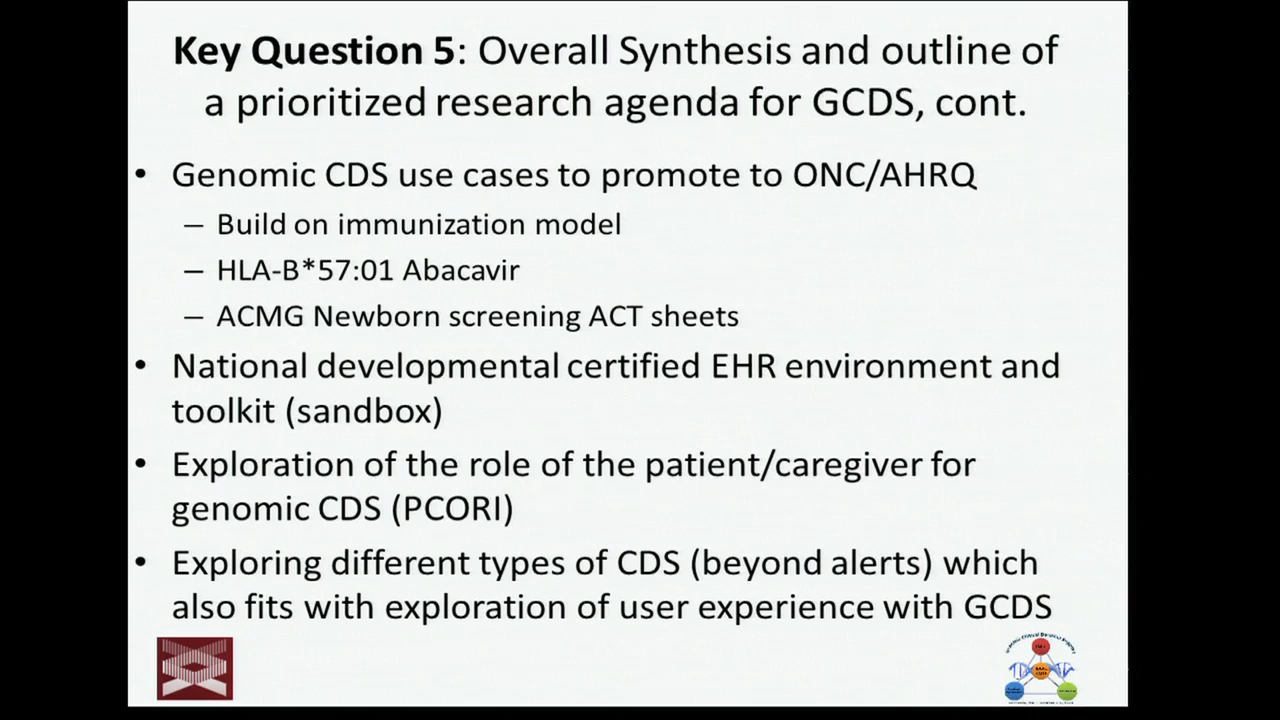 Key Question 5: Overall Synthesis and outline of
a prioritized research agenda for GCDS, cont.
• Genomic CDS use cases to promote to ONC/AHRQ
– Build on immunization model
– HLA-B*57:01 Abacavir
– ACMG Newborn screening ACT sheets
• National developmental certified EHR environment and
toolkit (sandbox)
• Exploration of the role of the patient/caregiver for
genomic CDS (PCORI)
• Exploring different types of CDS (beyond alerts) which
also fits with exploration of user experience with GCDS